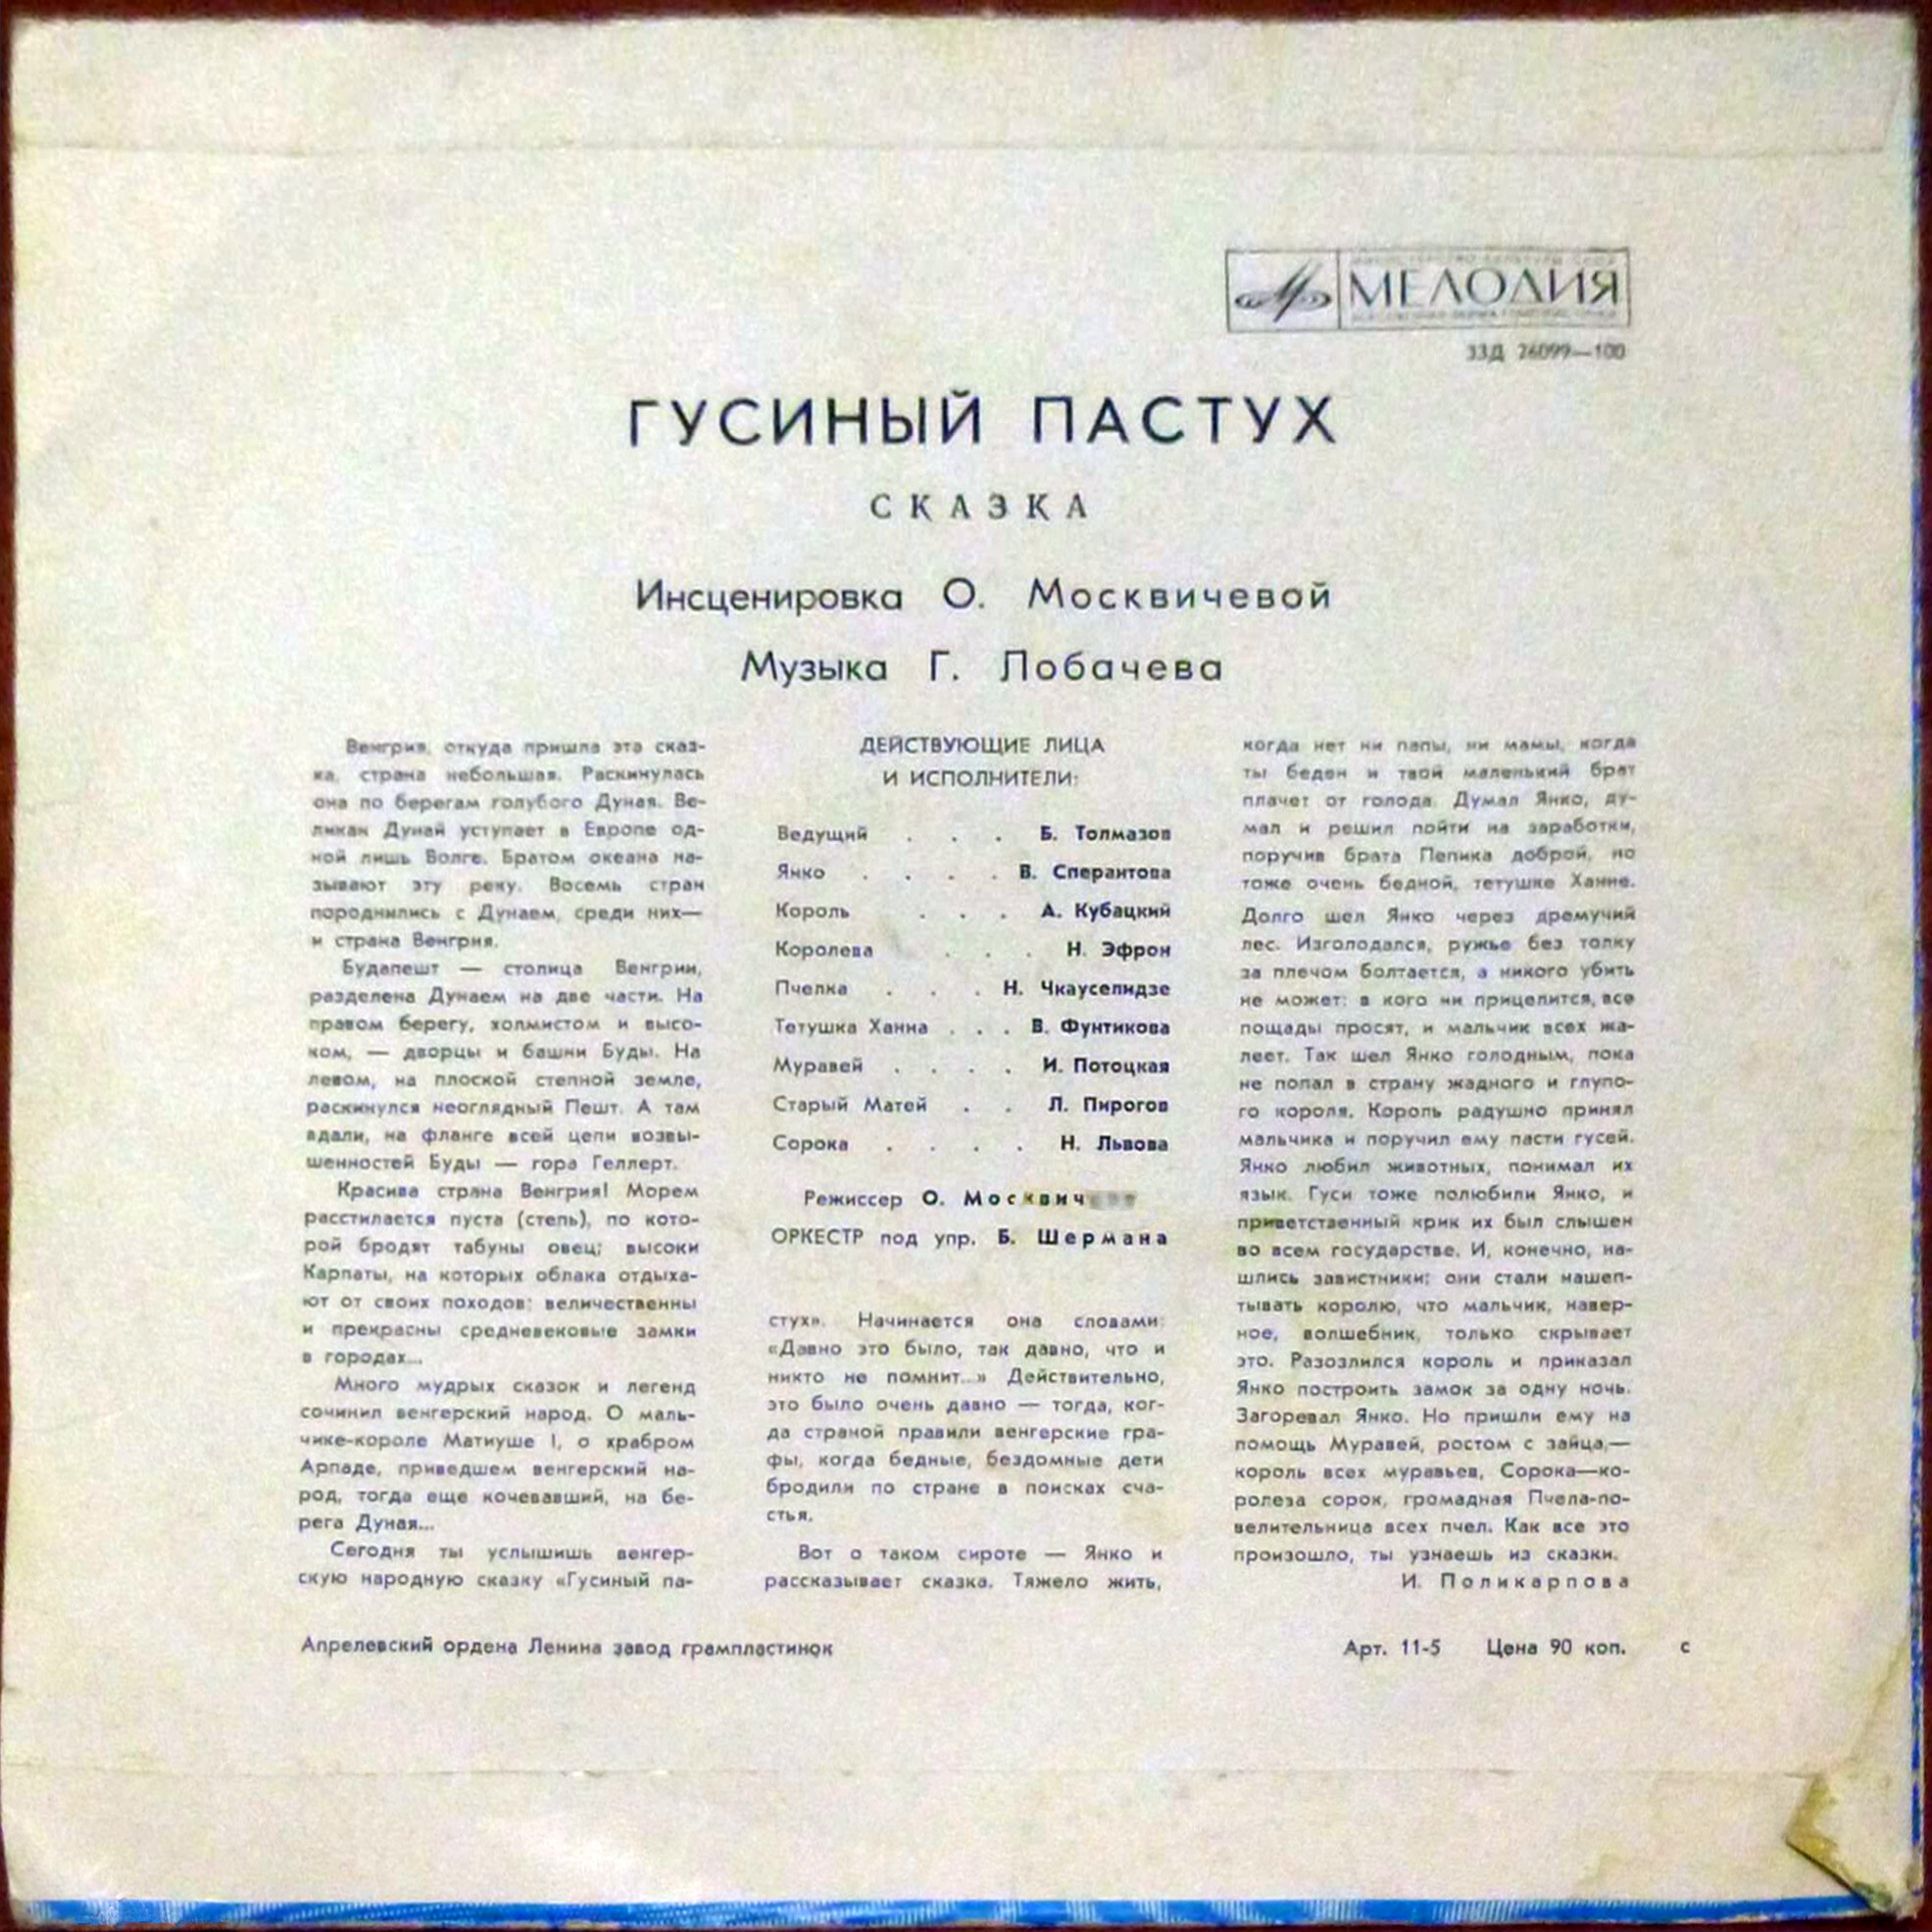 МЕЛОДИЯ
33Д 26099—100
ГУСИНЫЙ ПАСТУХ
СКАЗКА
Инсценировка О. Москвичевой
Музыка Г. Лобачева
Венгрия, откуда пришла эта сказ-
ка, страна небольшая. Раскинулась
она по берегам голубого Дуная. Ве-
ликан Дунай уступает в Европе од-
ной лишь Волге. Братом океана на-
зывают эту реку. Восемь стран
породнились с Дунаем, среди них—
и страна Венгрия.
Будапешт — столица Венгрии,
разделена Дунаем на две части. На
правом берегу, холмистом и высо-
ком, — дворцы и башни Буды. На
левом, на плоской степной земле,
раскинулся неоглядный Пешт. А там
вдали, на фланге всей цепи возвы-
шенностей Буды — гора Геллерт.
Красива страна Венгрия! Морем
расстилается пуста (степь), по кото-
рой бродят табуны овец; высоки
Карпаты, на которых облака отдыха-
ют от своих походов; величественны
и прекрасны средневековые замки
в городах...
Много мудрых сказок и легенд
сочинил венгерский народ. О маль-
чике-короле Матиуше I, о храбром
Арпаде, приведшем венгерский на-
род, тогда еще кочевавший, на бе-
рега Дуная...
Сегодня ты услышишь венгер-
скую народную сказку «Гусиный па-
ДЕЙСТВУЮЩИЕ ЛИЦА
И ИСПОЛНИТЕЛИ:
Ведущий . . . Б. Толмазов
Янко . . . . В. Сперантова
Король . . . А. Кубацкий
Королева . . . Н. Эфрон
Пчелка . . . Н. Чкауселидзе
Тетушка Ханна . . . В. Фунтикова
Муравей . . . . И. Потоцкая
Старый Матей . . Л. Пирогов
Сорока . . . . Н. Львова
Режиссер О.
ОРКЕСТР под упр. Б. Шермана
стух». Начинается она словами:
«Давно это было, так давно, что и
никто не помнит...» Действительно,
это было очень давно — тогда, ког-
да страной правили венгерские гра-
фы, когда бедные, бездомные дети
бродили по стране в поисках сча-
стья.
Вот о таком сироте — Янко и
рассказывает сказка. Тяжело жить,
когда нет ни папы, ни мамы, когда
ты беден и твой маленький брат
плачет от голода. Думал Янко, ду-
мал и решил пойти на заработки,
поручив брата Пепика доброй, но
тоже очень бедной, тетушке Ханне.
Долго шел Янко через дремучий
лес. Изголодался, ружье без толку
за плечом болтается, а никого убить
не может: в кого ни прицелится, все
пощады просят, и мальчик всех жа-
леет. Так шел Янко голодным, пока
не попал в страну жадного и глупо-
го короля. Король радушно принял
мальчика и поручил ему пасти гусей.
Янко любил животных, понимал их
язык. Гуси тоже полюбили Янко, и
приветственный крик их был слышен
во всем государстве. И, конечно, на-
шлись завистники; они стали нашеп-
тывать королю, что мальчик, навер-
ное, волшебник, только скрывает
это. Разозлился король и приказал
Янко построить замок за одну ночь.
Загоревал Янко. Но пришли ему на
помощь Муравей, ростом с зайца,—
король всех муравьев, Сорока—ко-
ролева сорок, громадная Пчела-по-
велительница всех пчел. Как все это
произошло, ты узнаешь из сказки.
И. Поликарпова
Апрелевский ордена Ленина завод грампластинок
Арт. 11-5 Цена 90 коп. с